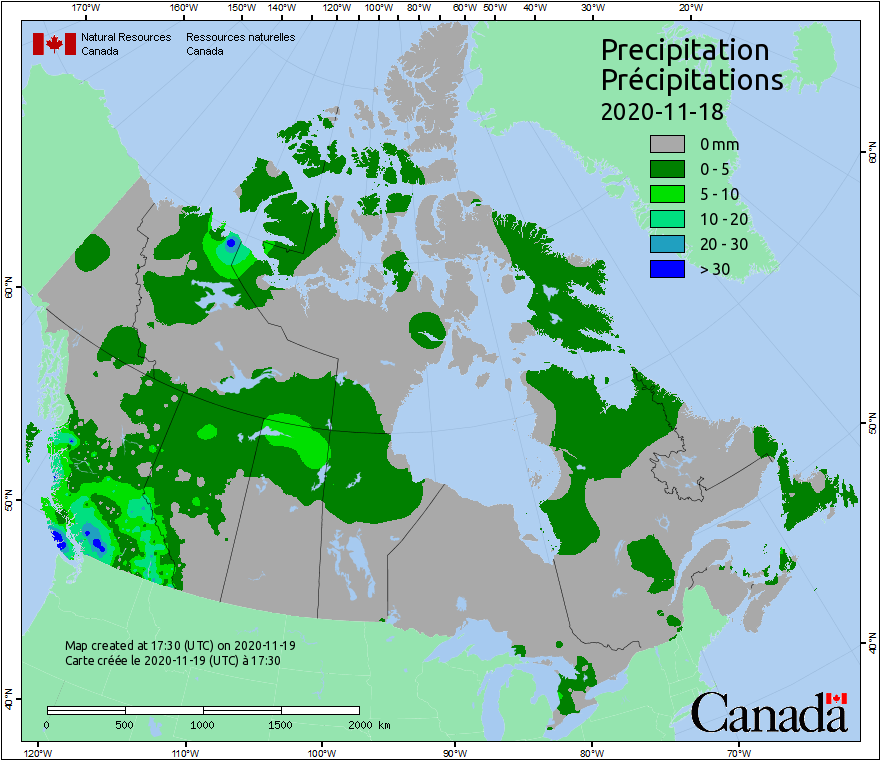 170°W 160°W 150°W 140°W 130°W 120°W 110°W 100°W 90°W 80°W 60°W 50°W 40°W 30°W 20°W
Natural Resources Ressources naturelles
Canada Canada
Precipitation
Précipitations
2020-11-18
0 mm
0 - 5
5 - 10
10 - 20
20 - 30
> 30
60°N
60°N
50°N
50°N
40°N
40°N
Map created at 17:30 (UTC) on 2020-11-19
Carte créée le 2020-11-19 (UTC) à 17:30
0 500 1000 1500 2000 km
Canada
120°W 110°W 100°W 90°W 80°W 70°W